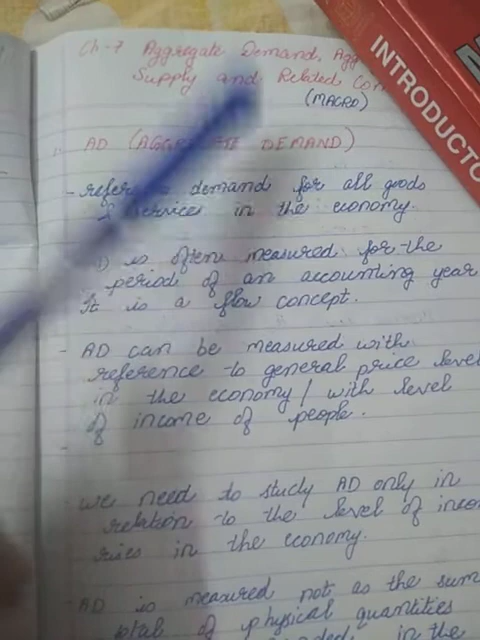 Ch-7 Aggregate Demand, Agg
Supply and Related Con
(MACRO)
AD (AGGREGATE DEMAND)
- refers demand for all goods
services in the economy.
is often measured for the
period of an accounting year
It is a flow concept.
- AD can be measured with
reference to general price level
in the economy / with level
of income of people.
-
we need to study AD only in
relation to the level of incom
in the economy.
AD is measured not as the sum
total of physical quantities
in the
INTRODUCTO